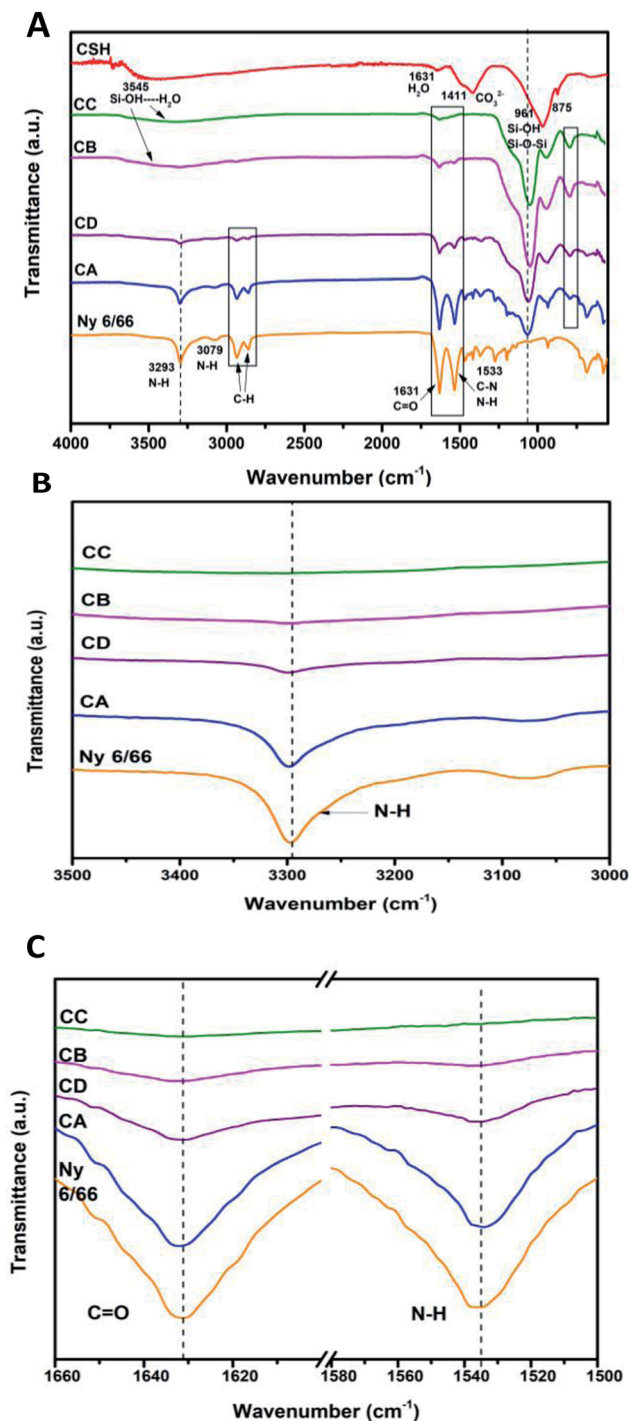 A
CSH
3545
Si-OH----H₂O
1631
H₂O
1411
CO₃²⁻
961
Si-OH
Si-O-Si
875
CC
CB
CD
CA
Ny 6/66
3293
N-H
3079
N-H
C-H
1631
C=O
1533
C-N
N-H
Transmittance (a.u.)
4000 3500 3000 2500 2000 1500 1000
Wavenumber (cm⁻¹)
B
CC
CB
CD
CA
Ny 6/66
N-H
Transmittance (a.u.)
3500 3400 3300 3200 3100 3000
Wavenumber (cm⁻¹)
C
CC
CB
CD
CA
Ny
6/66
C=O
N-H
Transmittance (a.u.)
1660 1640 1620 1580 1560 1540 1520 1500
Wavenumber (cm⁻¹)